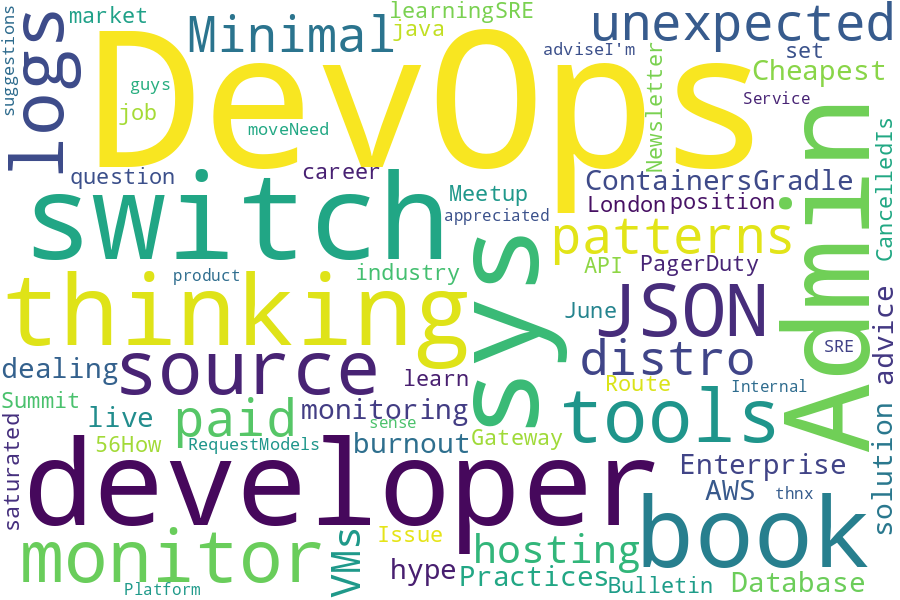 suggestions
market
logs
Minimal
learningSRE
java
unexpected
DevOps
adviseI'm
set
Cheapest
guys
Service
job
Newsletter
moveNeed
Admin
CancelledIs
question
career
switch
Meetup
ContainersGradle
London
position
appreciated
patterns
sys
API
PagerDuty
industry
product
thinking
June
JSON
advice
SRE
dealing
source
learn
distro
Route
Internal
Summit
paid
monitoring
tools
live
sense
saturated
56How
RequestModels
burnout
Gateway
solution
developer
Enterprise
AWS
thnx
book
monitor
VMs
Issue
hosting
hype
Practices
Bulletin
Database
Platform